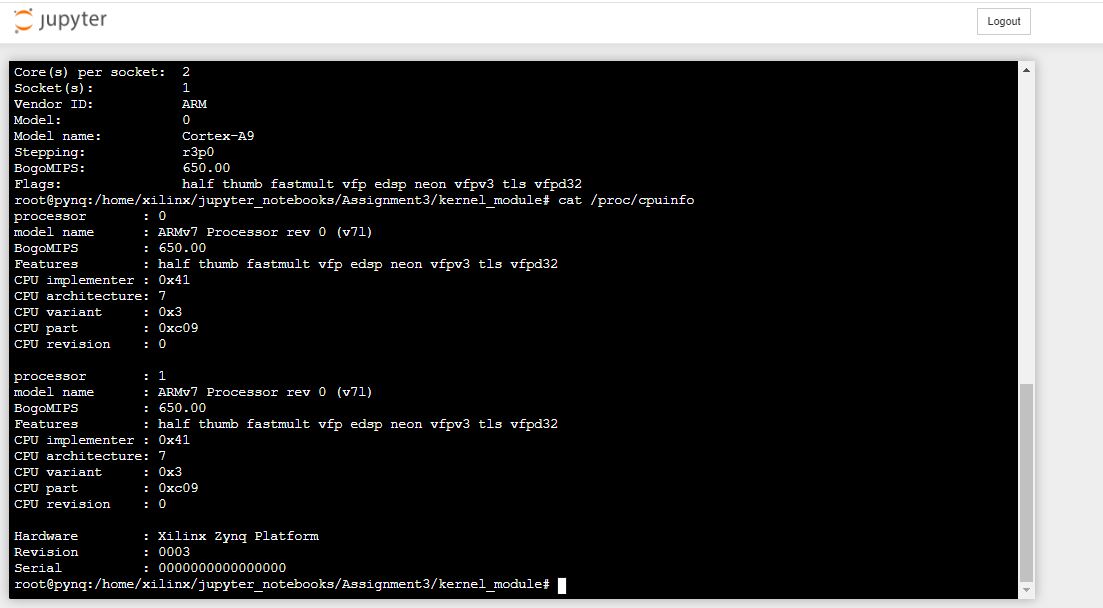 jupyter
Logout
Core(s) per socket:  2
Socket(s):           1
Vendor ID:           ARM
Model:               0
Model name:          Cortex-A9
Stepping:            r3p0
BogoMIPS:            650.00
Flags:               half thumb fastmult vfp edsp neon vfpv3 tls vfpd32
root@pynq:/home/xilinx/jupyter_notebooks/Assignment3/kernel_module# cat /proc/cpuinfo
processor       : 0
model name      : ARMv7 Processor rev 0 (v7l)
BogoMIPS        : 650.00
Features        : half thumb fastmult vfp edsp neon vfpv3 tls vfpd32
CPU implementer : 0x41
CPU architecture: 7
CPU variant     : 0x3
CPU part        : 0xc09
CPU revision    : 0

processor       : 1
model name      : ARMv7 Processor rev 0 (v7l)
BogoMIPS        : 650.00
Features        : half thumb fastmult vfp edsp neon vfpv3 tls vfpd32
CPU implementer : 0x41
CPU architecture: 7
CPU variant     : 0x3
CPU part        : 0xc09
CPU revision    : 0

Hardware        : Xilinx Zynq Platform
Revision        : 0003
Serial          : 0000000000000000
root@pynq:/home/xilinx/jupyter_notebooks/Assignment3/kernel_module#